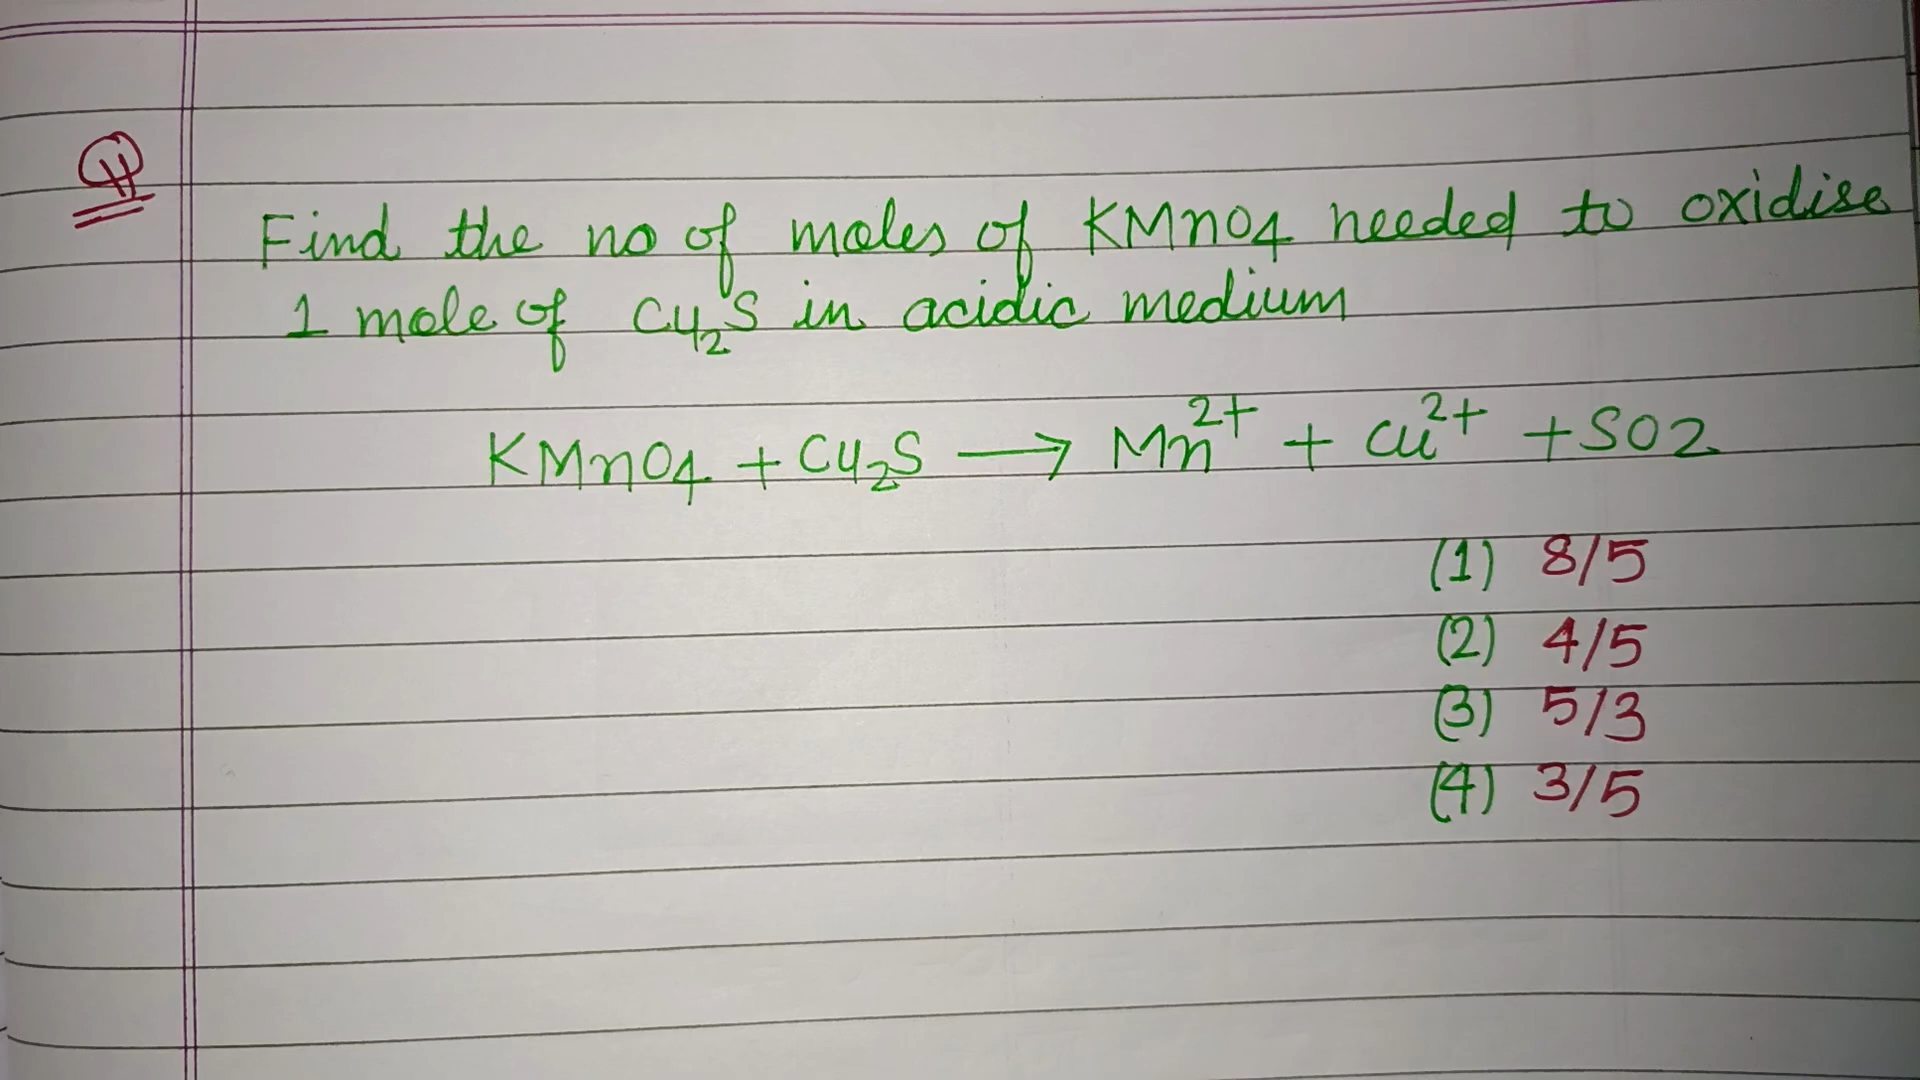 Q
Find the no of moles of KMnO4 needed to oxidise
1 mole of Cu₂S in acidic medium
KMnO4 + Cu₂S ⟶ Mn²⁺ + Cu²⁺ + SO2
(1) 8/5
(2) 4/5
(3) 5/3
(4) 3/5